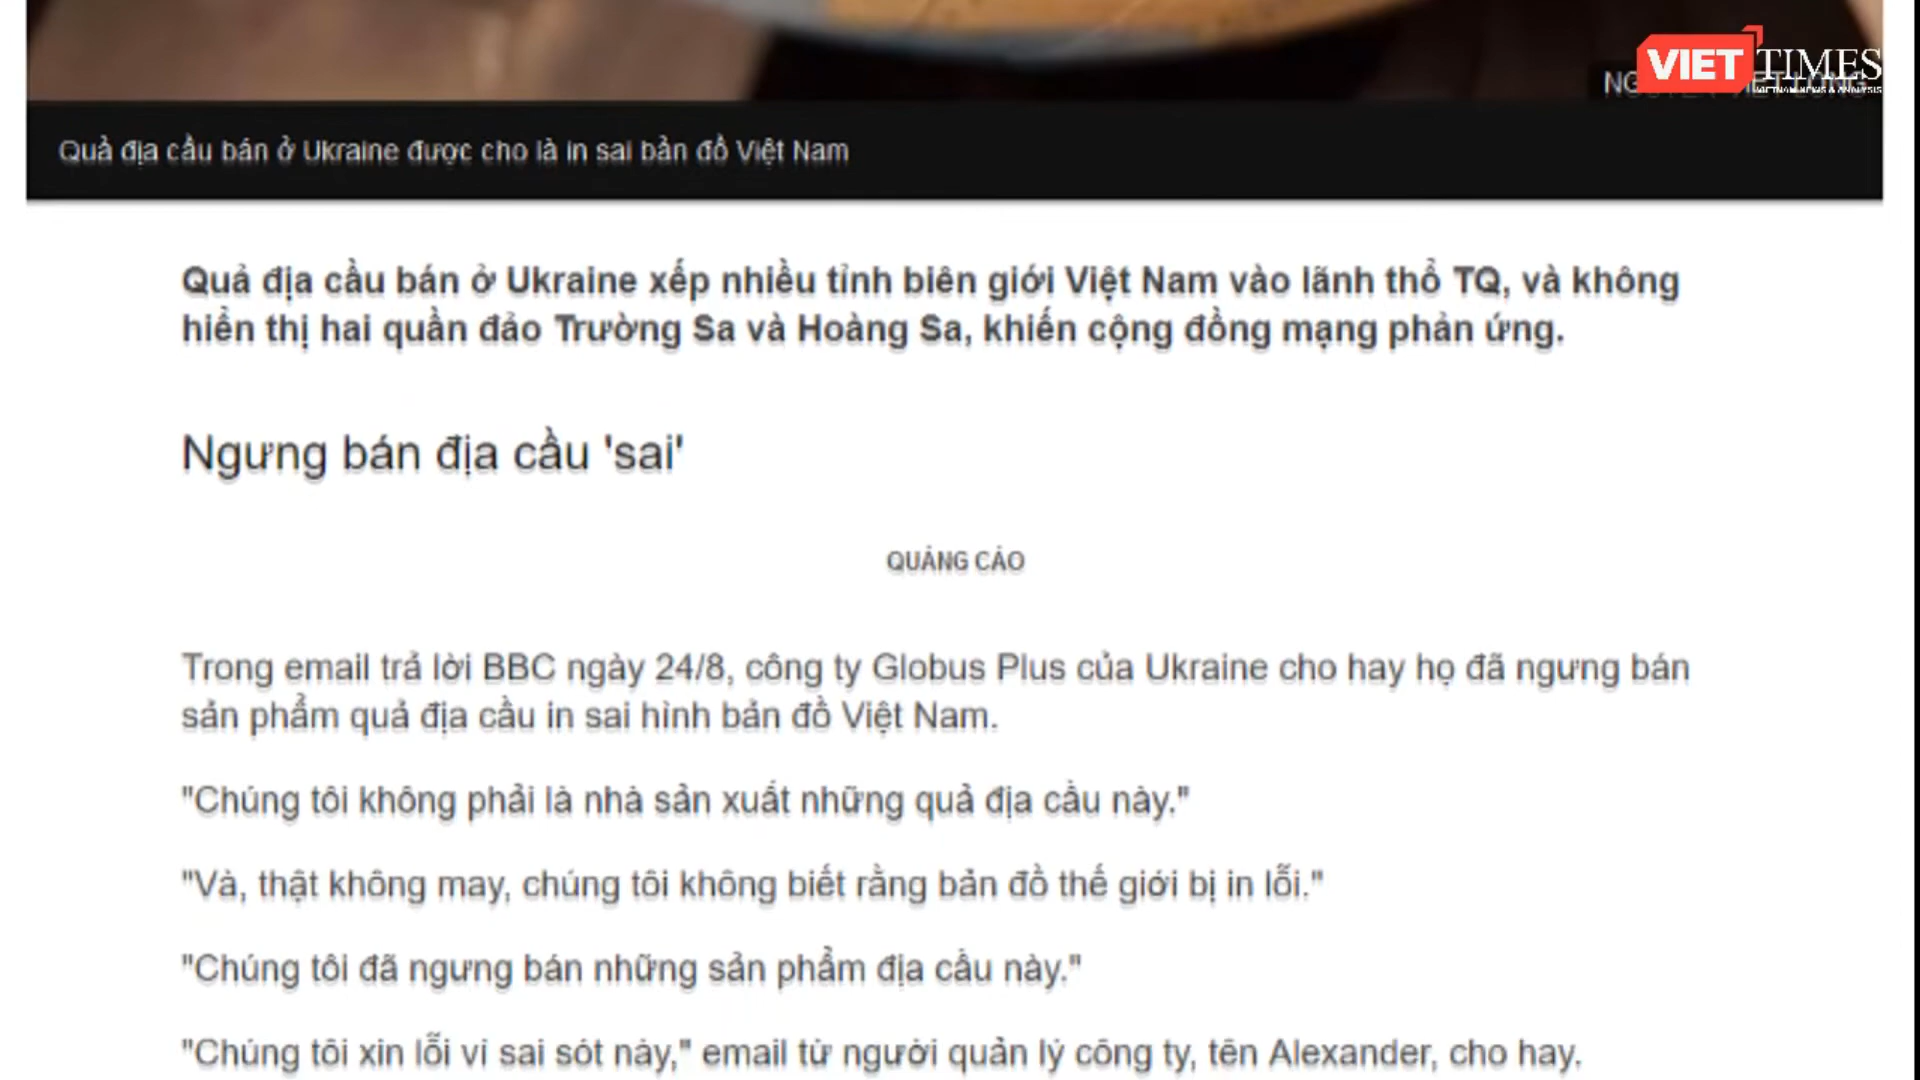 VIET TIMES
VIETNAM NEWS & ANALYSIS
Quả địa cầu bán ở Ukraine được cho là in sai bản đồ Việt Nam
Quả địa cầu bán ở Ukraine xếp nhiều tỉnh biên giới Việt Nam vào lãnh thổ TQ, và không
hiển thị hai quần đảo Trường Sa và Hoàng Sa, khiến cộng đồng mạng phản ứng.
Ngưng bán địa cầu 'sai'
QUẢNG CÁO
Trong email trả lời BBC ngày 24/8, công ty Globus Plus của Ukraine cho hay họ đã ngưng bán
sản phẩm quả địa cầu in sai hình bản đồ Việt Nam.
"Chúng tôi không phải là nhà sản xuất những quả địa cầu này."
"Và, thật không may, chúng tôi không biết rằng bản đồ thế giới bị in lỗi."
"Chúng tôi đã ngưng bán những sản phẩm địa cầu này."
"Chúng tôi xin lỗi vì sai sót này," email từ người quản lý công ty, tên Alexander, cho hay.